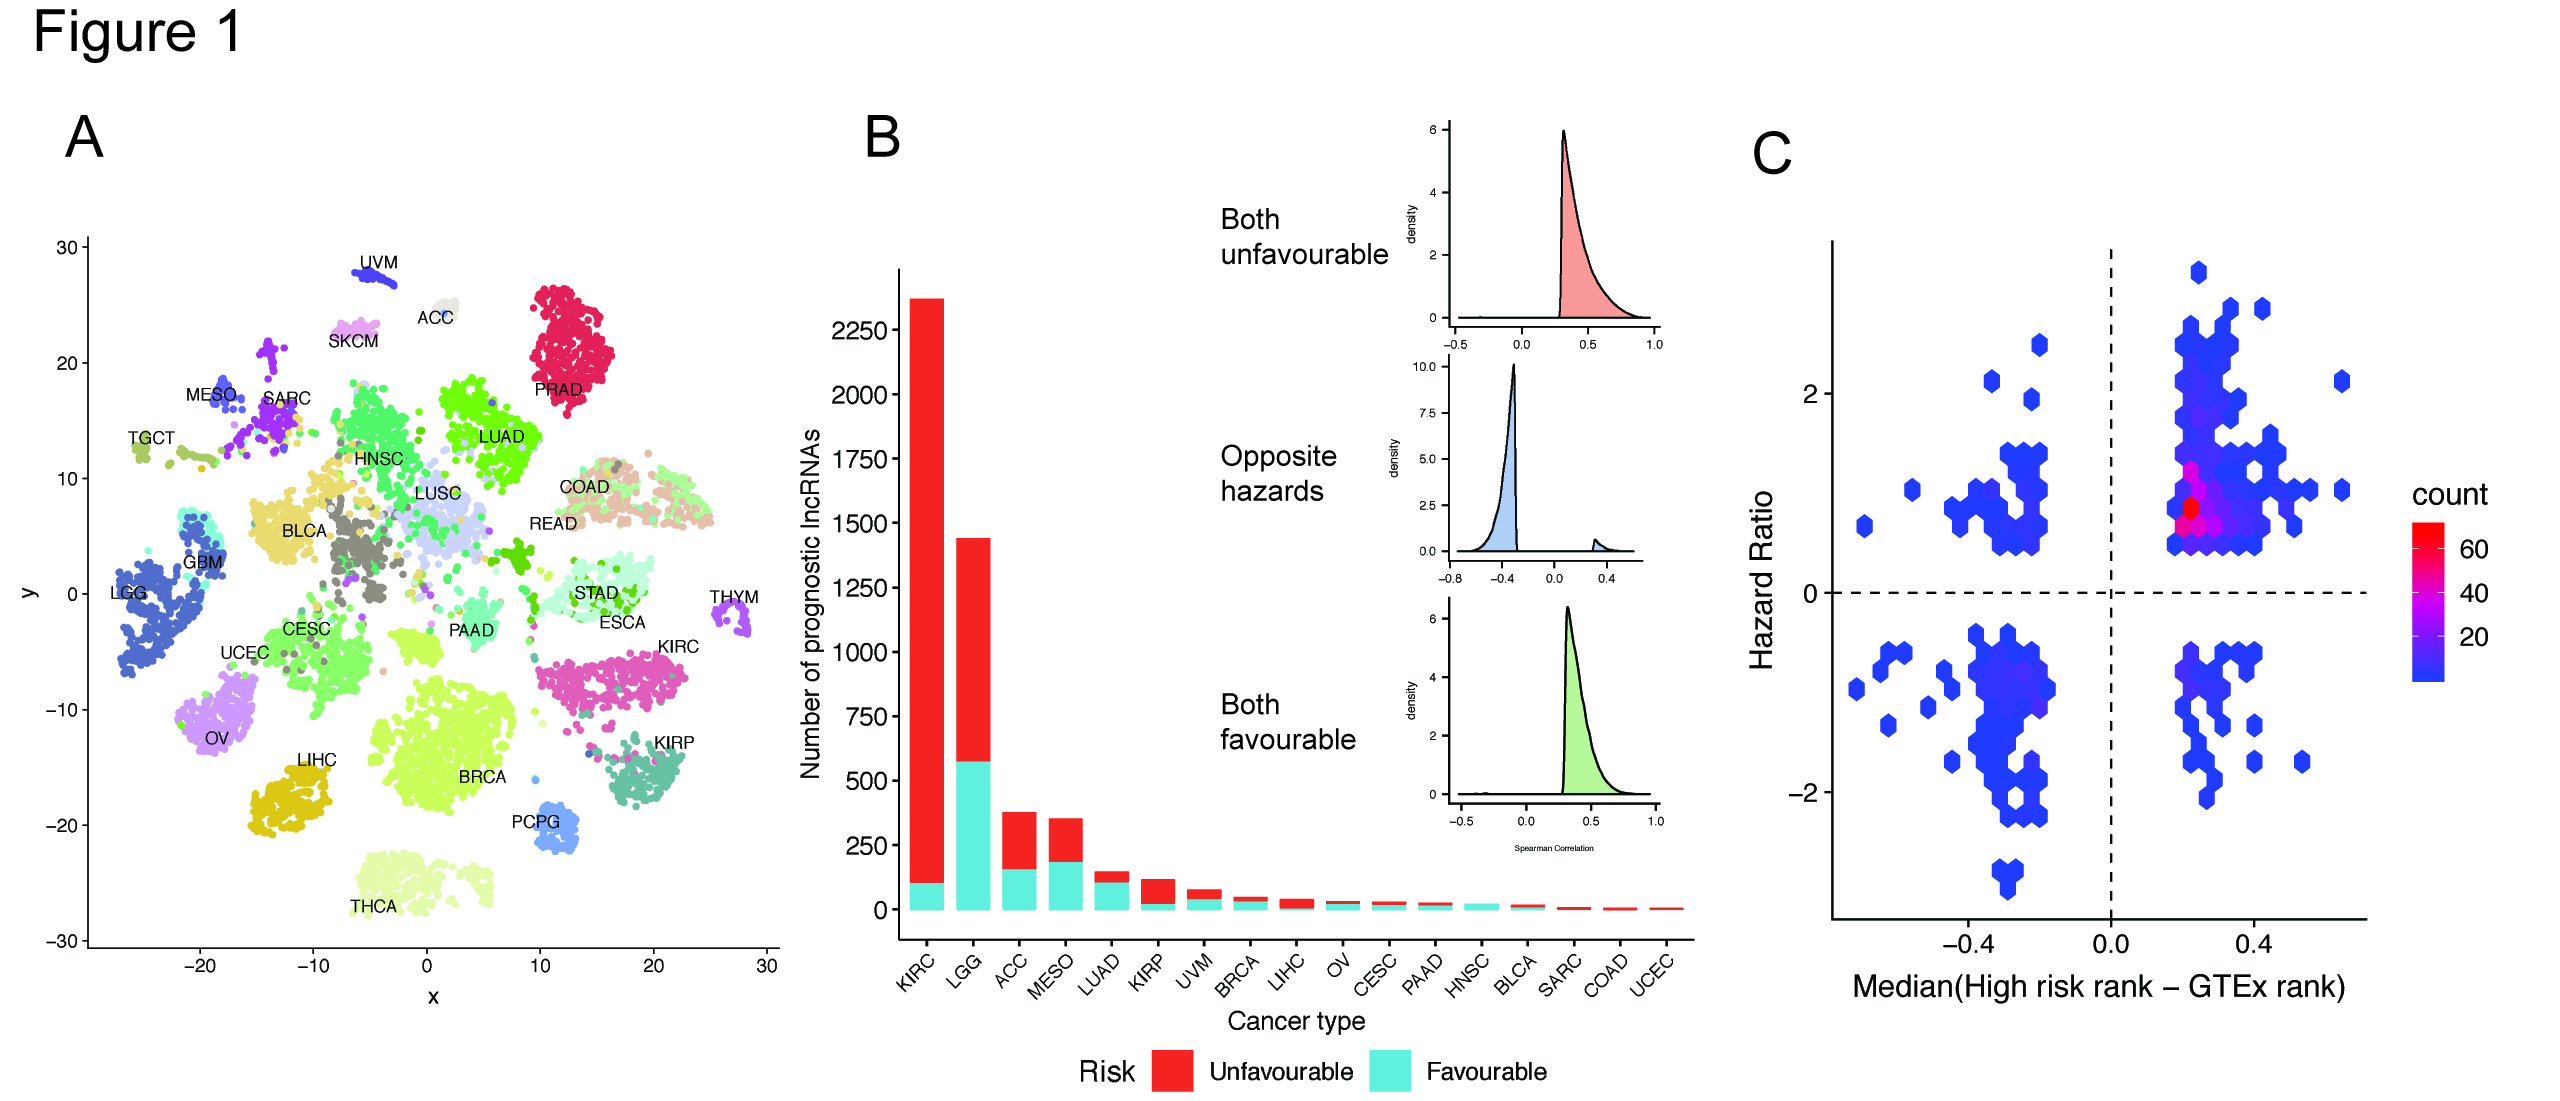 Figure 1
A
30
20
10
0
−10
−20
−30
y
−20
−10
0
10
20
30
x
UVM
ACC
SKCM
PRAD
MESO
SARC
TGCT
LUAD
HNSC
COAD
LUSC
READ
BLCA
GBM
LGG
STAD
THYM
ESCA
CESC
PAAD
UCEC
KIRC
OV
KIRP
LIHC
BRCA
PCPG
THCA
B
Number of prognostic lncRNAs
2250
2000
1750
1500
1250
1000
750
500
250
0
KIRC
LGG
ACC
MESO
LUAD
KIRP
UVM
BRCA
LIHC
OV
CESC
PAAD
HNSC
BLCA
SARC
COAD
UCEC
Cancer type
Risk
Unfavourable
Favourable
Both
unfavourable
density
6
4
2
0
−0.5
0.0
0.5
1.0
Opposite
hazards
density
10.0
7.5
5.0
2.5
0.0
−0.8
−0.4
0.0
0.4
Both
favourable
density
6
4
2
0
−0.5
0.0
0.5
1.0
Spearman Correlation
C
Hazard Ratio
2
0
−2
−0.4
0.0
0.4
Median(High risk rank − GTEx rank)
count
60
40
20